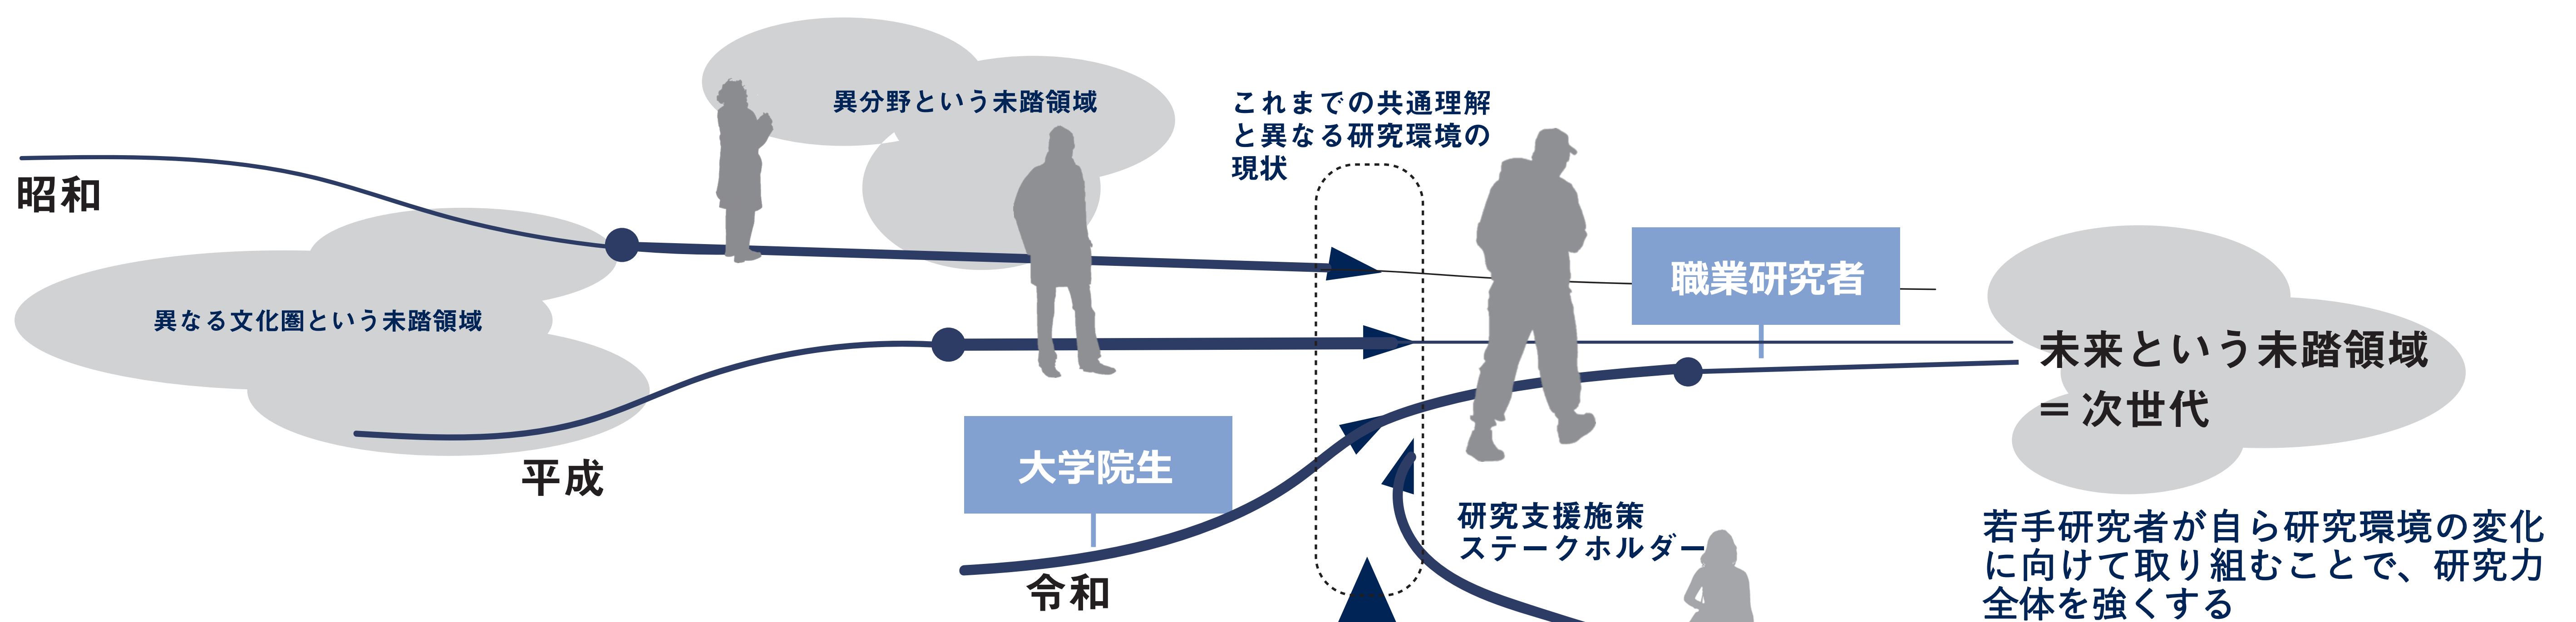 異分野という未踏領域
これまでの共通理解
と異なる研究環境の
現状
昭和
職業研究者
異なる文化圏という未踏領域
未来という未踏領域
＝次世代
平成
大学院生
研究支援施策
ステークホルダー
若手研究者が自ら研究環境の変化
に向けて取り組むことで、研究力
全体を強くする
令和